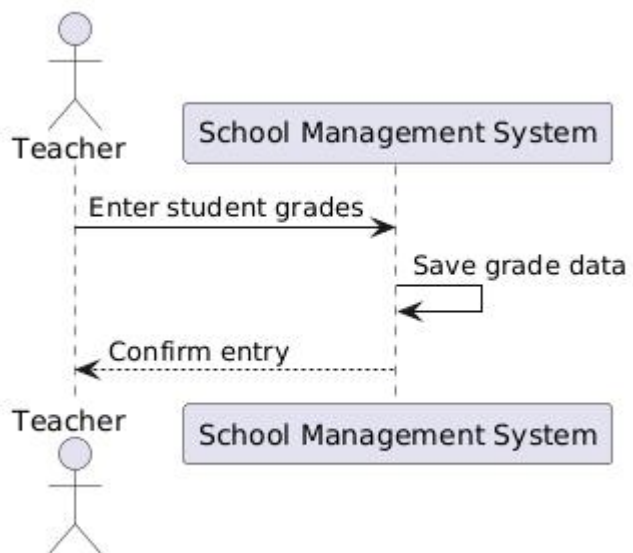 Teacher
School Management System
Enter student grades
Save grade data
Confirm entry
Teacher
School Management System